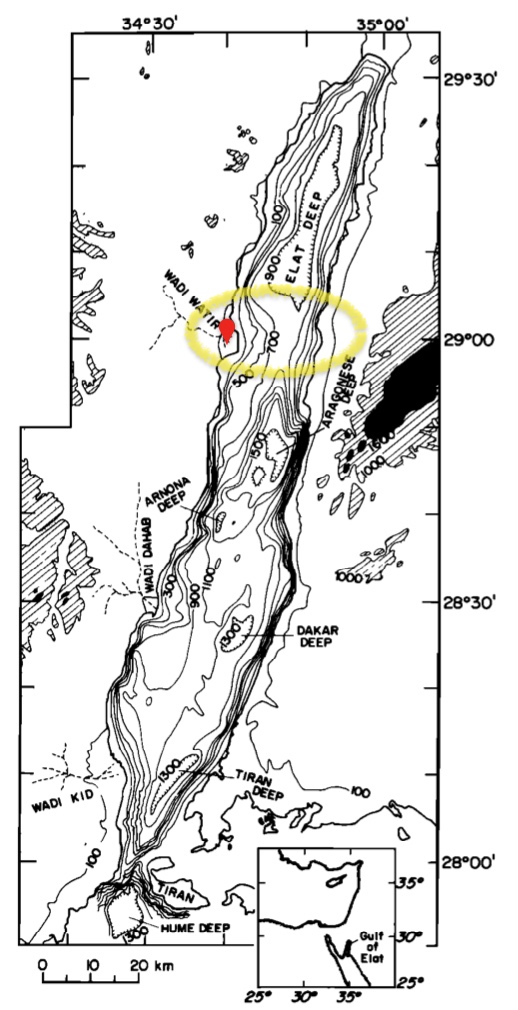 34°30'
35°00'
29°30'
100
ELAT DEEP
900
WADI WATIR
29°00'
700
500
ARAGONESE
DEEP
1500
1600
1000
ARNONA
DEEP
WADI DAHAB
300
900
1100
1000
28°30'
1300
DAKAR
DEEP
1300
TIRAN
DEEP
100
WADI KID
100
28°00'
TIRAN
HUME DEEP
1300
0 10 20 km
35°
30°
Gulf
of
Elat
25°
25° 30° 35°